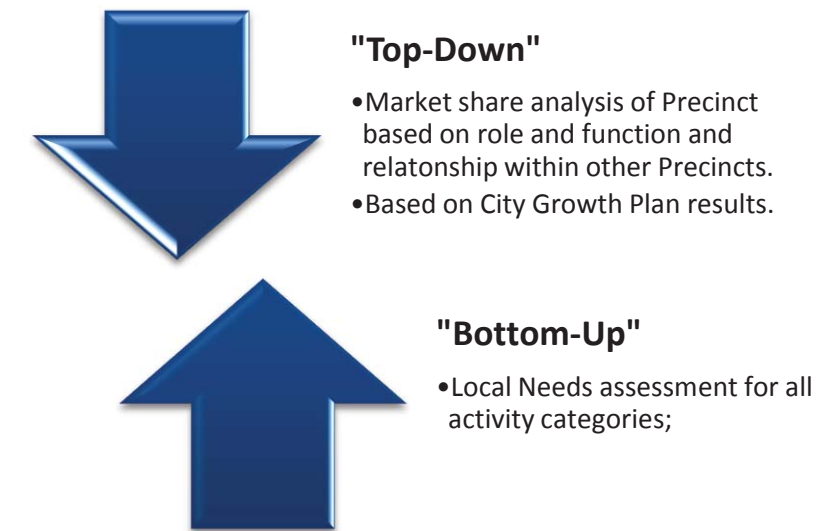 "Top-Down"
•Market share analysis of Precinct
based on role and function and
relatonship within other Precincts.
•Based on City Growth Plan results.
"Bottom-Up"
•Local Needs assessment for all
activity categories;